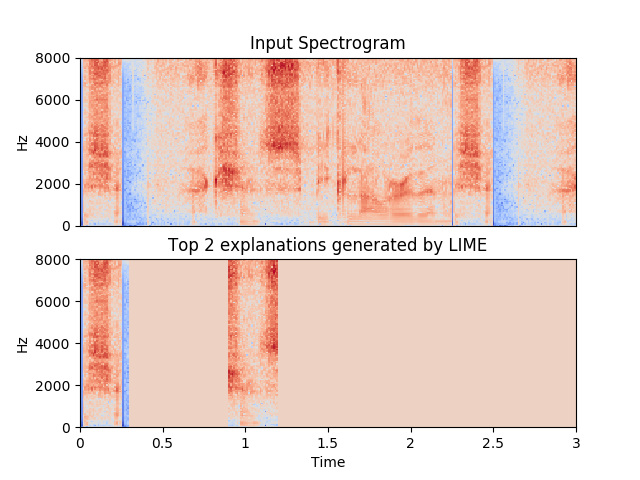 Input Spectrogram
8000
6000
4000
2000
0
Hz
Top 2 explanations generated by LIME
8000
6000
4000
2000
0
Hz
0 0.5 1 1.5 2 2.5 3
Time